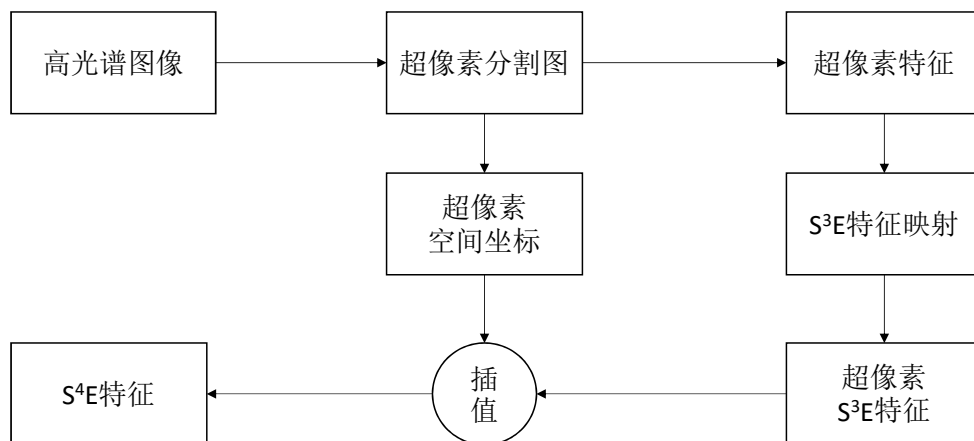 高光谱图像
超像素分割图
超像素特征
超像素
空间坐标
S³E特征映射
S⁴E特征
插
值
超像素
S³E特征